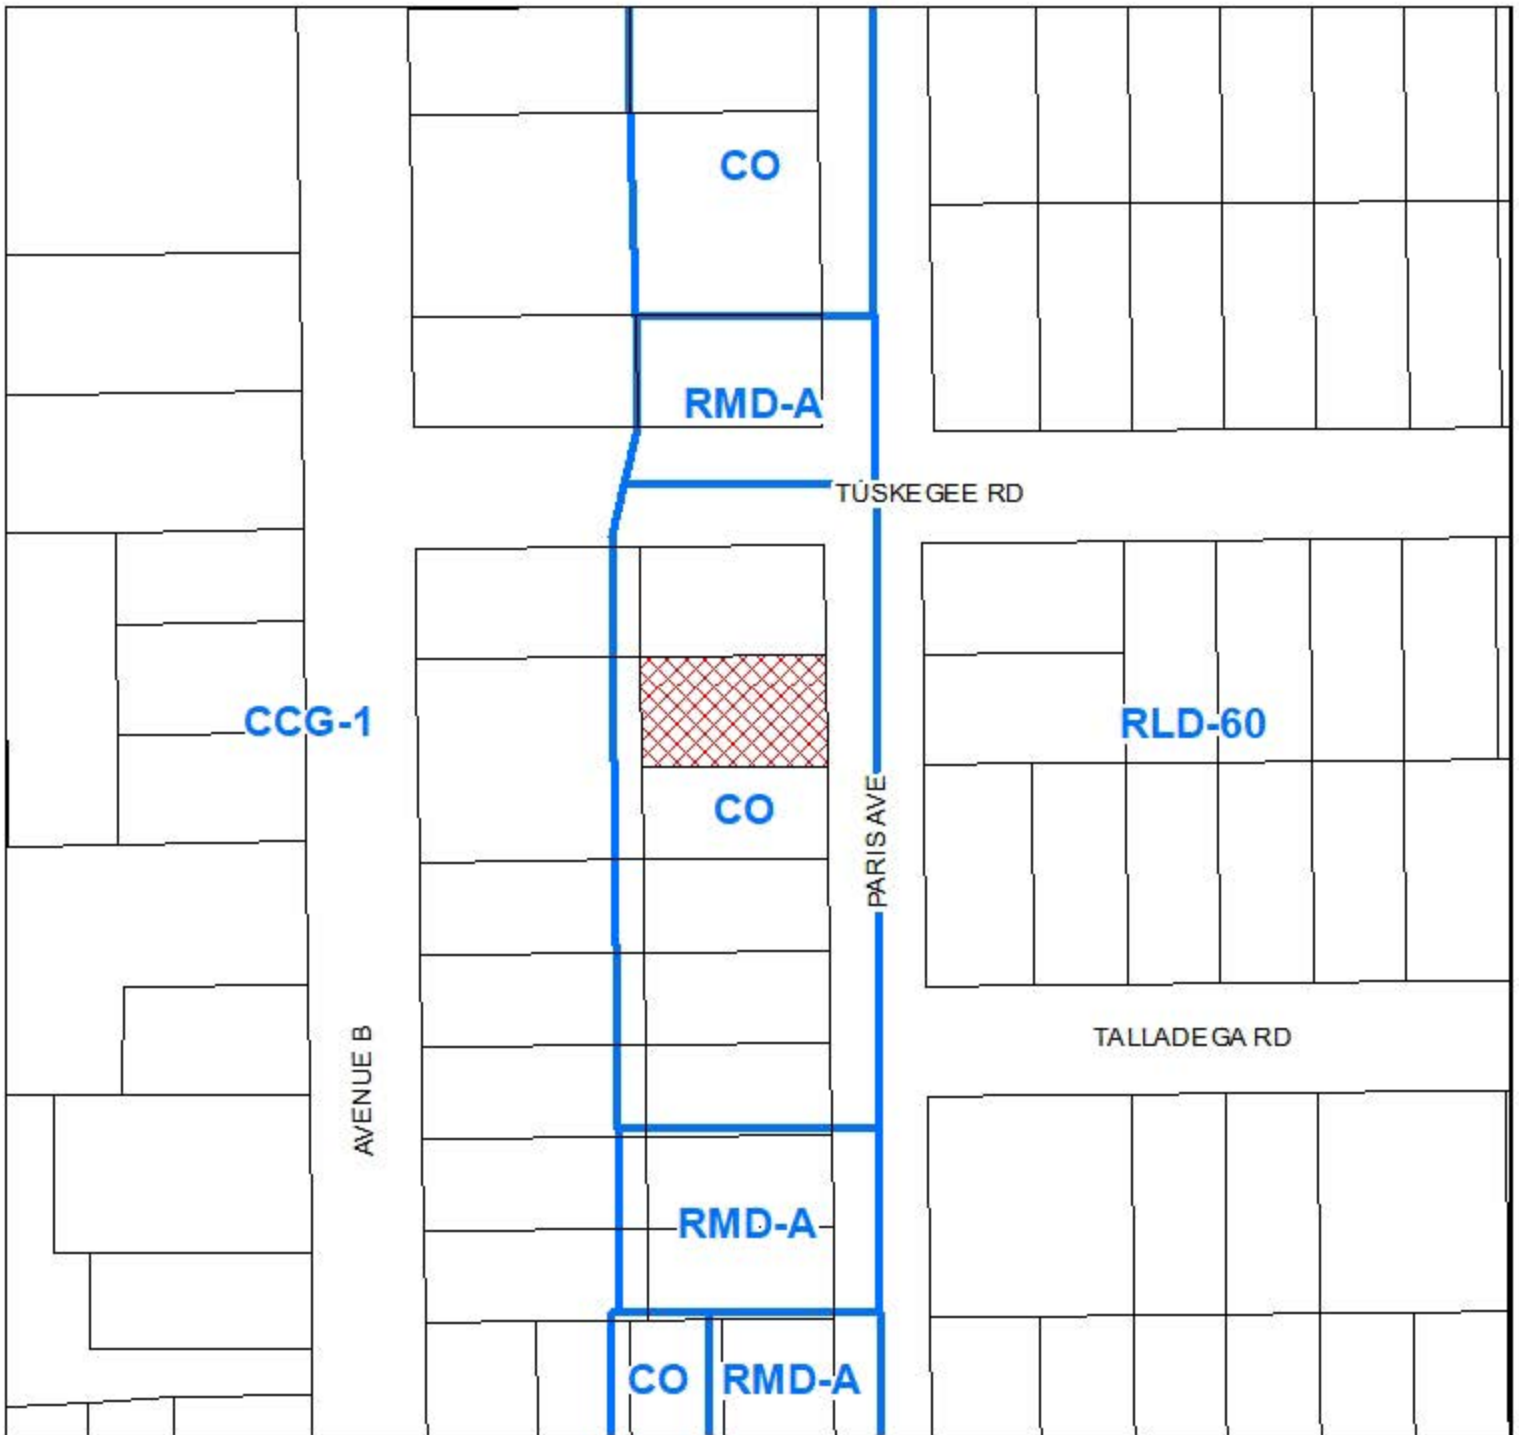 CO
RMD-A
TUSKEGEE RD
CCG-1
RLD-60
CO
PARIS AVE
TALLADEGA RD
AVENUE B
RMD-A
CO
RMD-A